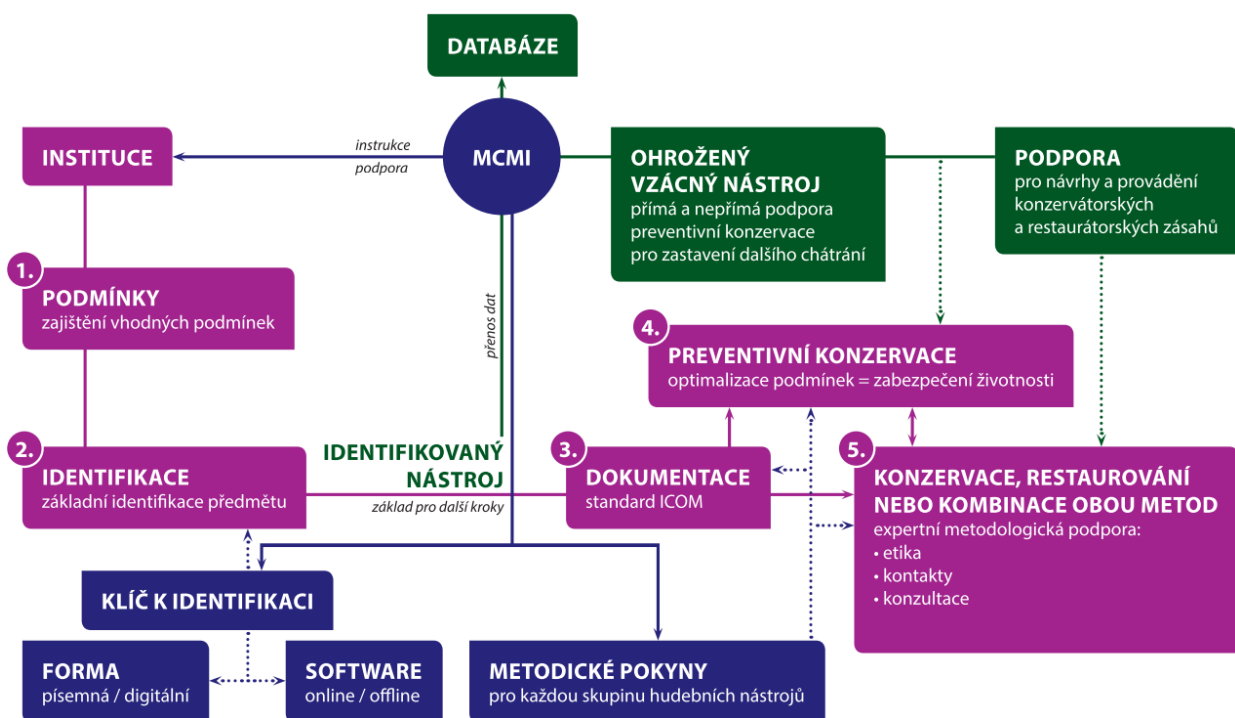 DATABÁZE
INSTITUCE
instrukce
podpora
MCMI
OHROŽENÝ
VZÁCNÝ NÁSTROJ
přímá a nepřímá podpora
preventivní konzervace
pro zastavení dalšího chátrání
PODPORA
pro návrhy a provádění
konzervátorských
a restaurátorských zásahů
1.
PODMÍNKY
zajištění vhodných podmínek
přenos dat
4.
PREVENTIVNÍ KONZERVACE
optimalizace podmínek = zabezpečení životnosti
2.
IDENTIFIKACE
základní identifikace předmětu
IDENTIFIKOVANÝ
NÁSTROJ
základ pro další kroky
3.
DOKUMENTACE
standard ICOM
5.
KONZERVACE, RESTAUROVÁNÍ
NEBO KOMBINACE OBOU METOD
expertní metodologická podpora:
• etika
• kontakty
• konzultace
KLÍČ K IDENTIFIKACI
FORMA
písemná / digitální
SOFTWARE
online / offline
METODICKÉ POKYNY
pro každou skupinu hudebních nástrojů